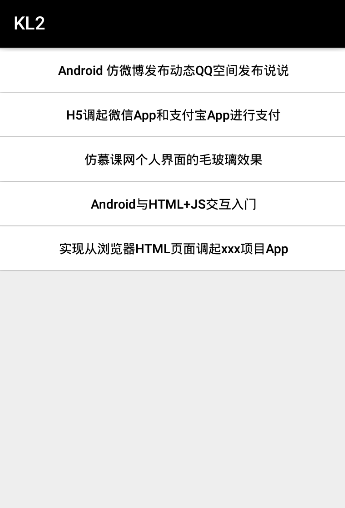 KL2
Android 仿微博发布动态QQ空间发布说说
H5调起微信App和支付宝App进行支付
仿慕课网个人界面的毛玻璃效果
Android与HTML+JS交互入门
实现从浏览器HTML页面调起xxx项目App